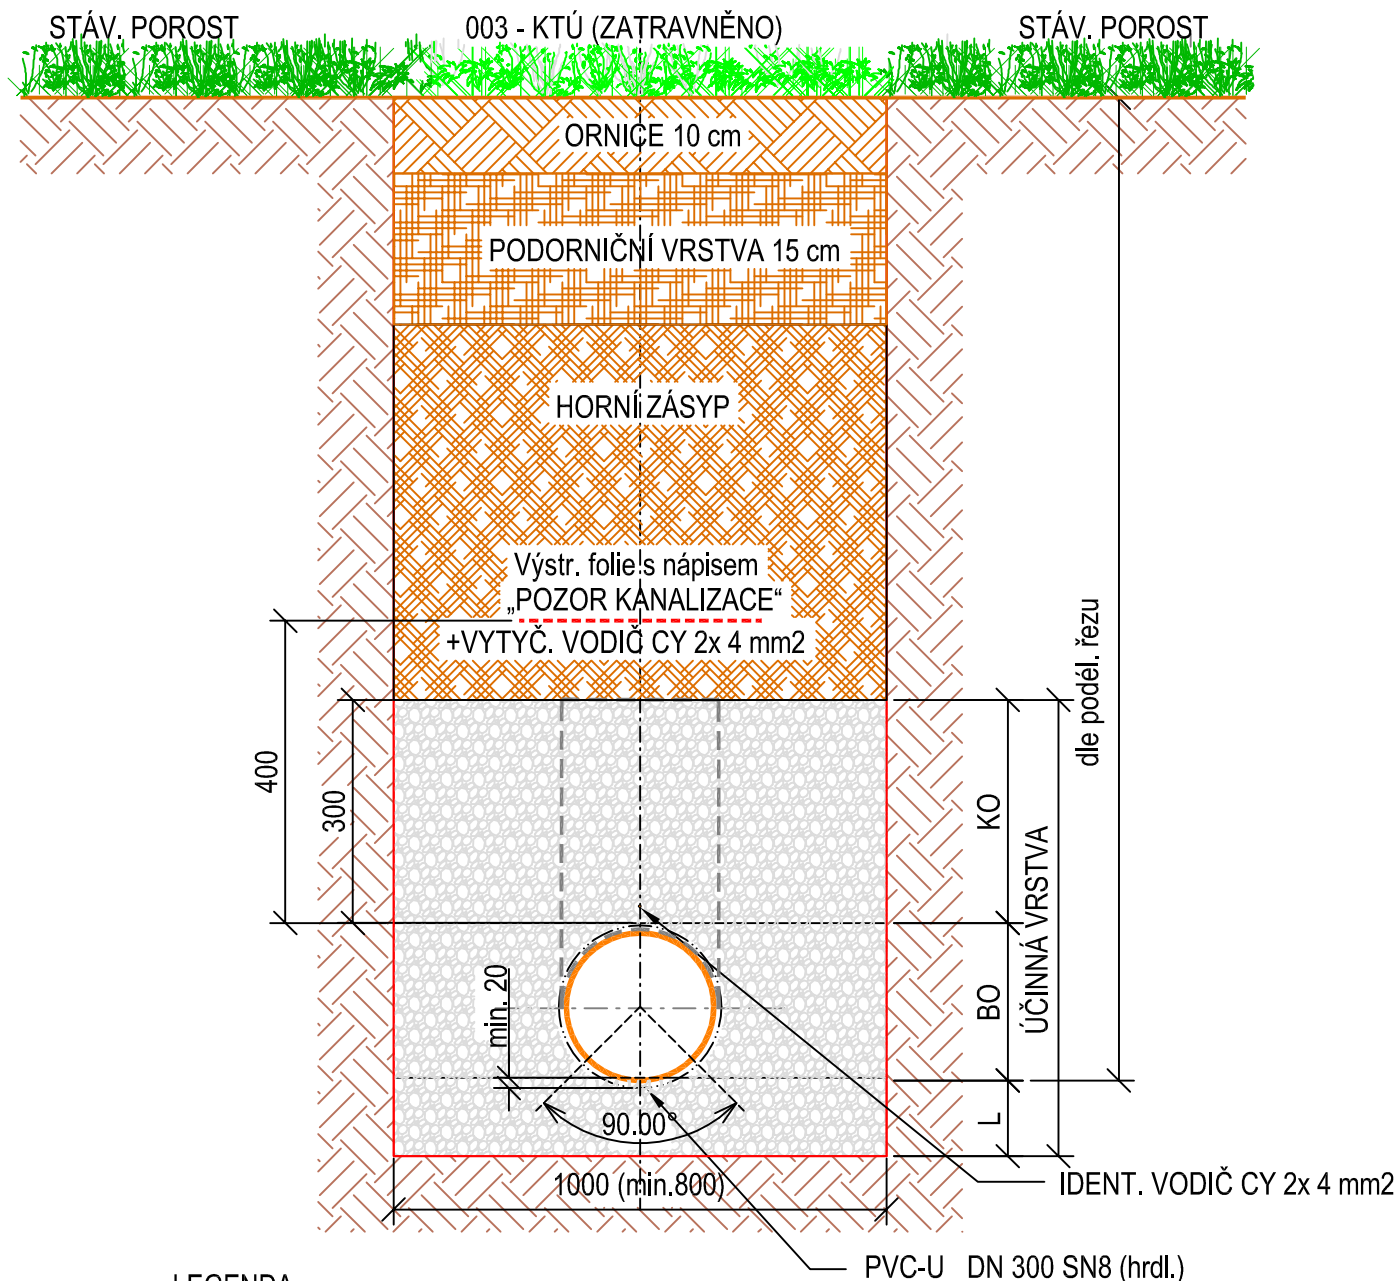 STÁV. POROST
003 - KTÚ (ZATRAVNĚNO)
STÁV. POROST
ORNICE 10 cm
PODORNIČNÍ VRSTVA 15 cm
HORNÍ ZÁSYP
Výstr. folie s nápisem
„POZOR KANALIZACE“
+VYTYČ. VODIČ CY 2x 4 mm2
dle poděl. řezu
400
300
KO
ÚČINNÁ VRSTVA
BO
min. 20
L
90.00°
1000 (min.800)
IDENT. VODIČ CY 2x 4 mm2
PVC-U DN 300 SN8 (hrdl.)
LEGENDA